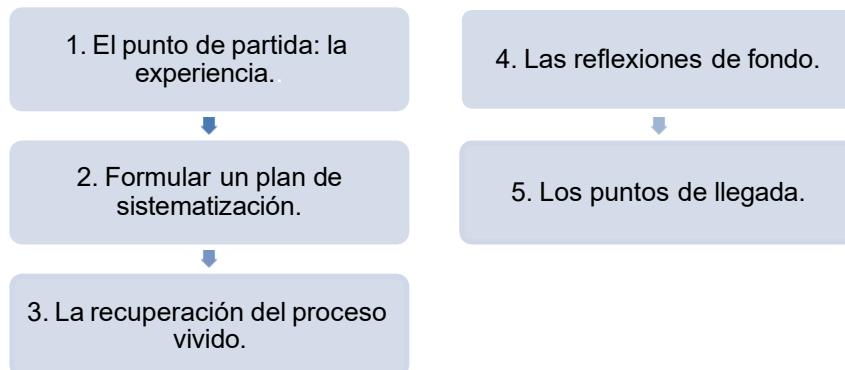 1. El punto de partida: la
experiencia.
2. Formular un plan de
sistematización.
3. La recuperación del proceso
vivido.
4. Las reflexiones de fondo.
5. Los puntos de llegada.